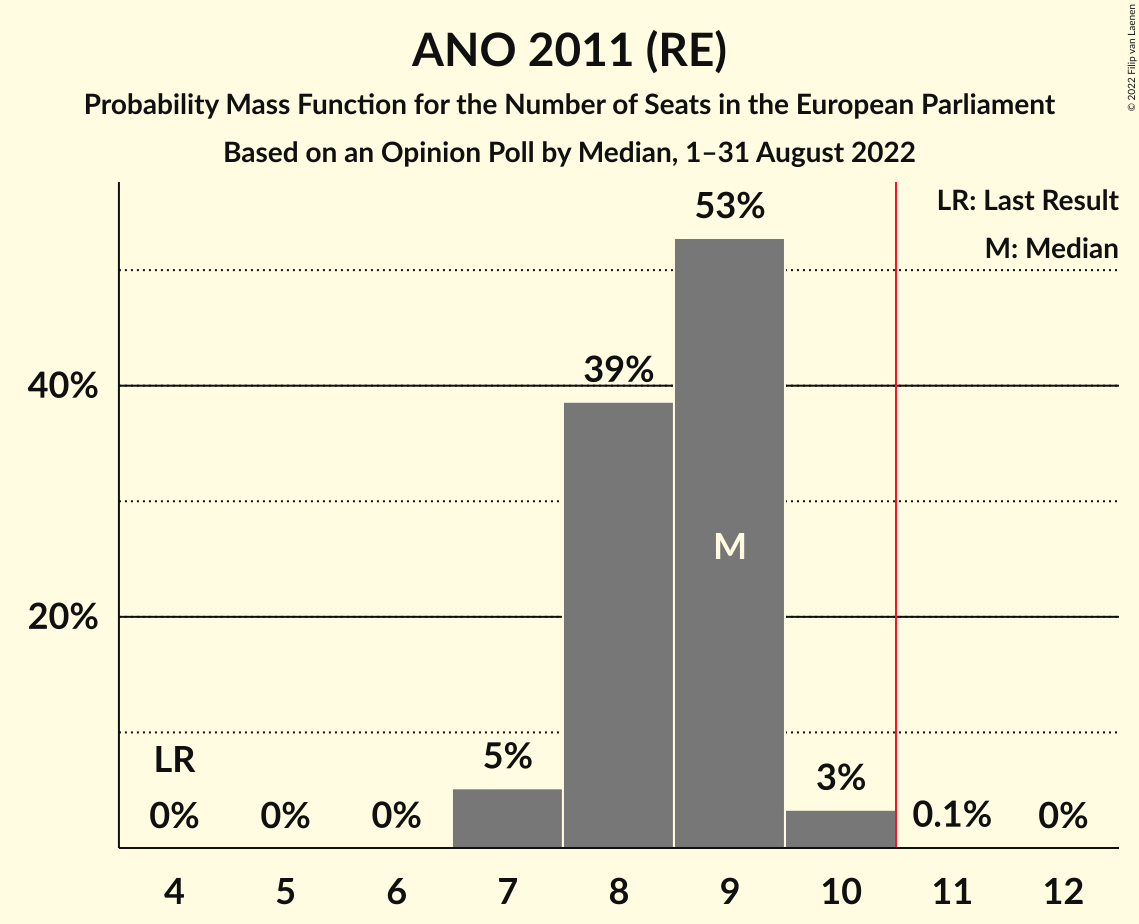 ANO 2011 (RE)
Probability Mass Function for the Number of Seats in the European Parliament
Based on an Opinion Poll by Median, 1–31 August 2022
© 2022 Filip van Laenen
LR: Last Result
M: Median
53%
39%
40%
M
20%
LR
5%
3%
0%
0%
0%
0.1%
0%
4
5
6
7
8
9
10
11
12